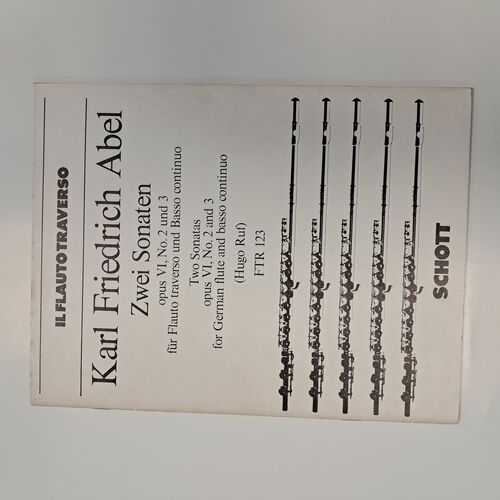 IL FLAUTO TRAVERSO
Karl Friedrich Abel
Zwei Sonaten
opus VI, No. 2 und 3
für Flauto traverso und Basso continuo
Two Sonatas
opus VI, No. 2 and 3
for German flute and basso continuo
(Hugo Ruf)
FTR 123
SCHOTT